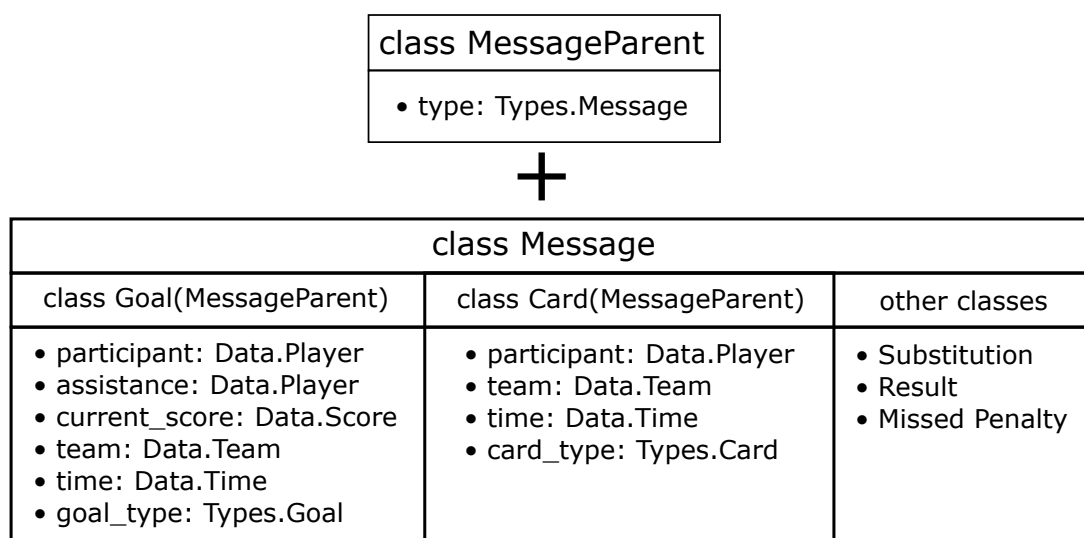 class MessageParent
• type: Types.Message
+
class Message
class Goal(MessageParent)
• participant: Data.Player
• assistance: Data.Player
• current_score: Data.Score
• team: Data.Team
• time: Data.Time
• goal_type: Types.Goal
class Card(MessageParent)
• participant: Data.Player
• team: Data.Team
• time: Data.Time
• card_type: Types.Card
other classes
• Substitution
• Result
• Missed Penalty